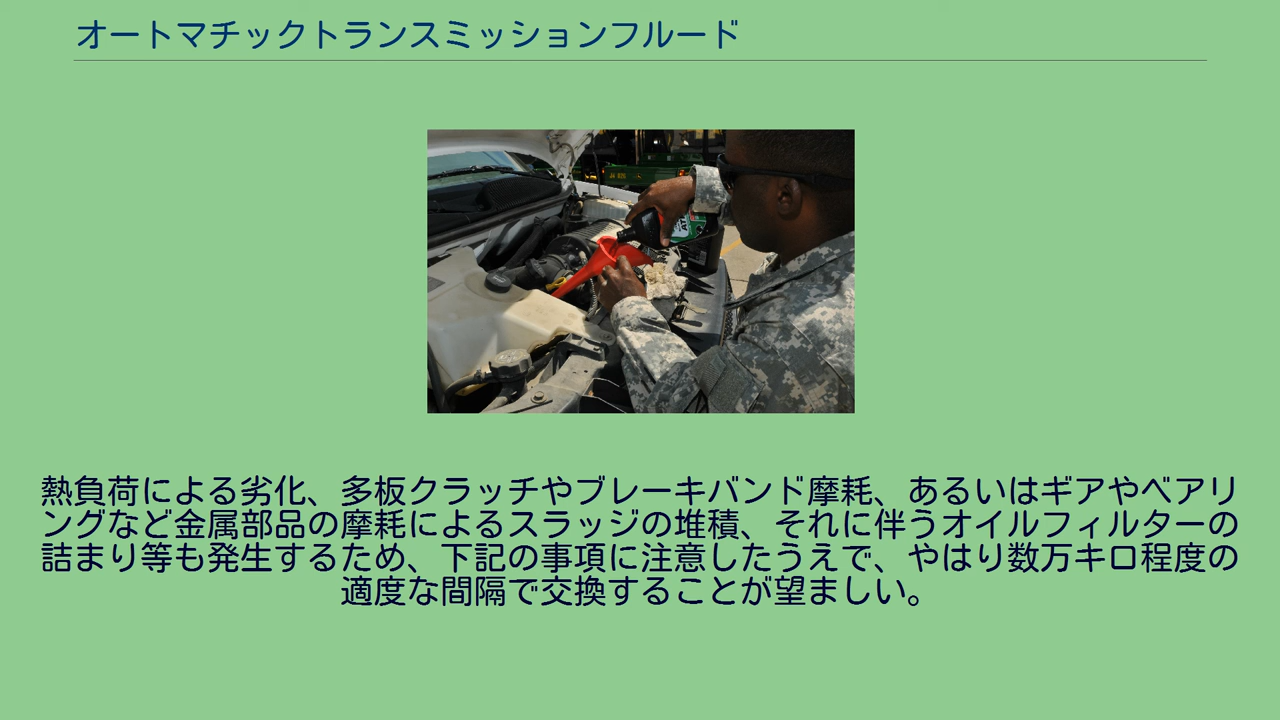 オートマチックトランスミッションフルード
J4 020
熱負荷による劣化、多板クラッチやブレーキバンド摩耗、あるいはギアやベアリ
ングなど金属部品の摩耗によるスラッジの堆積、それに伴うオイルフィルターの
詰まり等も発生するため、下記の事項に注意したうえで、やはり数万キロ程度の
適度な間隔で交換することが望ましい。